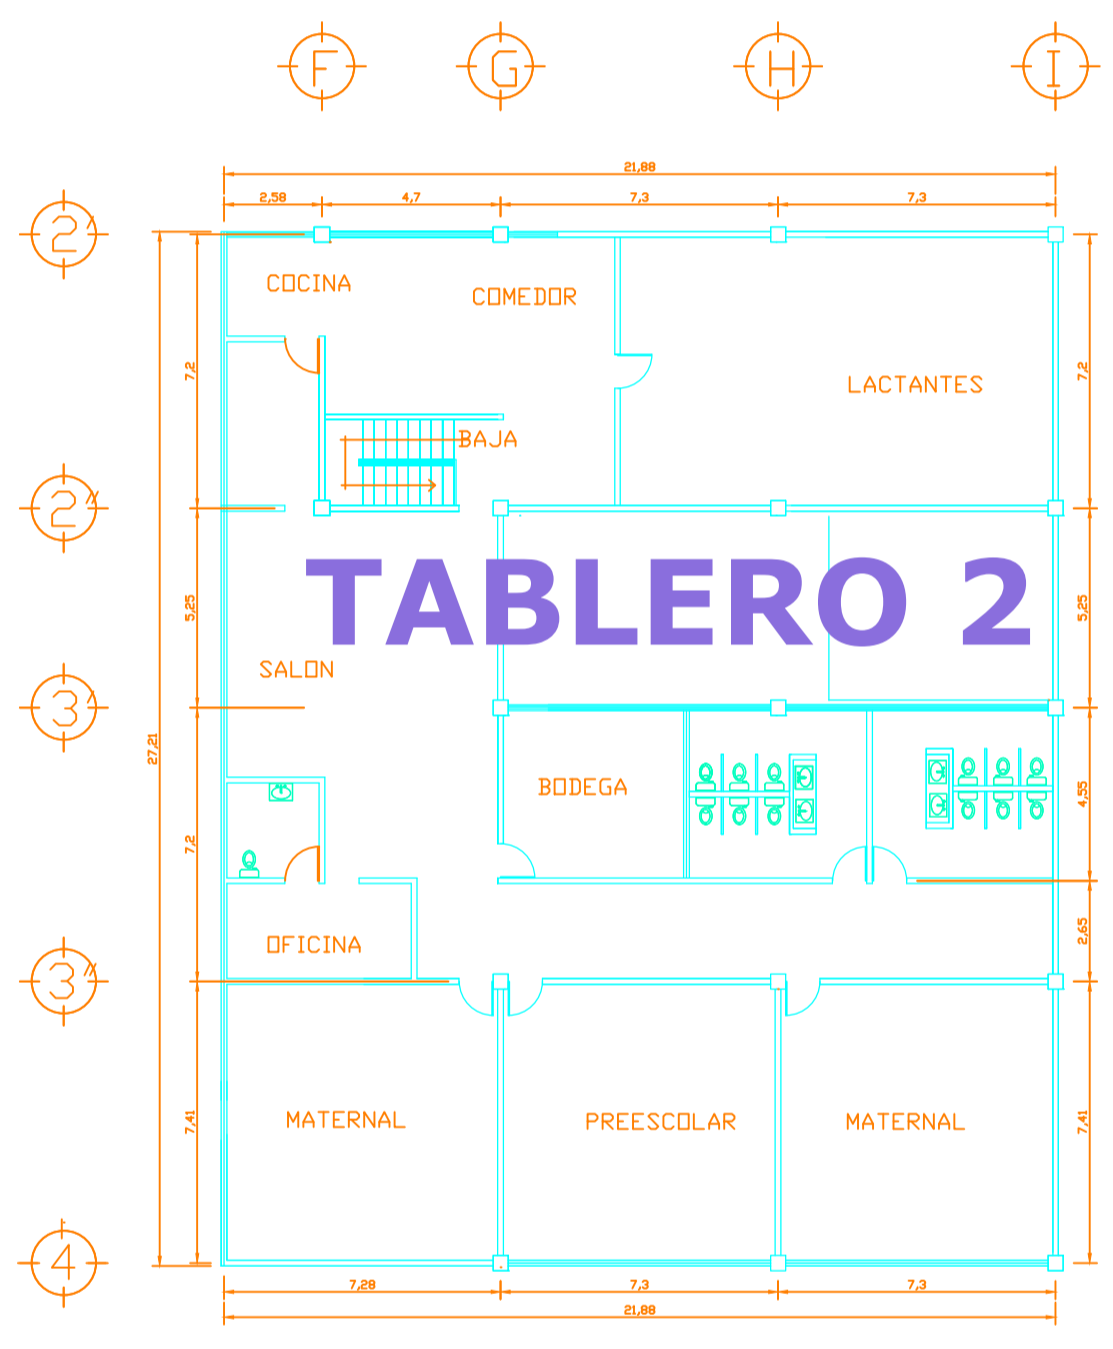 F G H I
21,88
2,58 4,7 7,3 7,3
2'
COCINA
COMEDOR
7,2 7,2
LACTANTES
BAJA
2"
TABLERO 2
5,25 5,25
SALON
3'
27,21
BODEGA
4,55
7,2
2,65
OFICINA
3"
MATERNAL PREESCOLAR MATERNAL
7,41 7,41
4
7,28 7,3 7,3
21,88